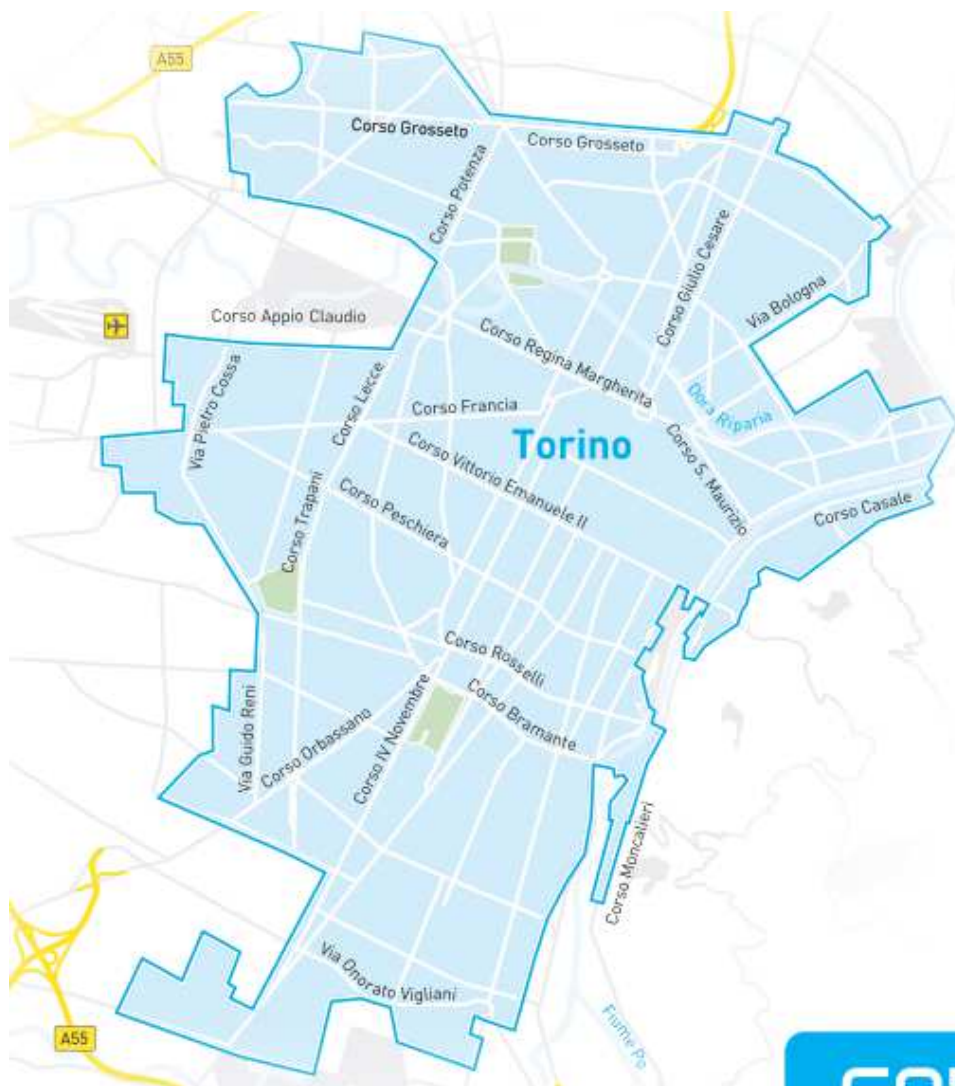 A55
Corso Grosseto
Corso Grosseto
Corso Potenza
Corso Giulio Cesare
Via Bologna
Corso Appio Claudio
Corso Regina Margherita
Via Pietro Cossa
Corso Lecce
Corso Francia
Dora Riparia
Torino
Corso Vittorio Emanuele II
Corso S. Maurizio
Corso Trapani
Corso Peschiera
Corso Casale
Corso Rosselli
Corso Bramante
Via Guido Reni
Corso Orbassano
Corso IV Novembre
Corso Moncalieri
Via Onorato Vigliani
Fiume Po
A55